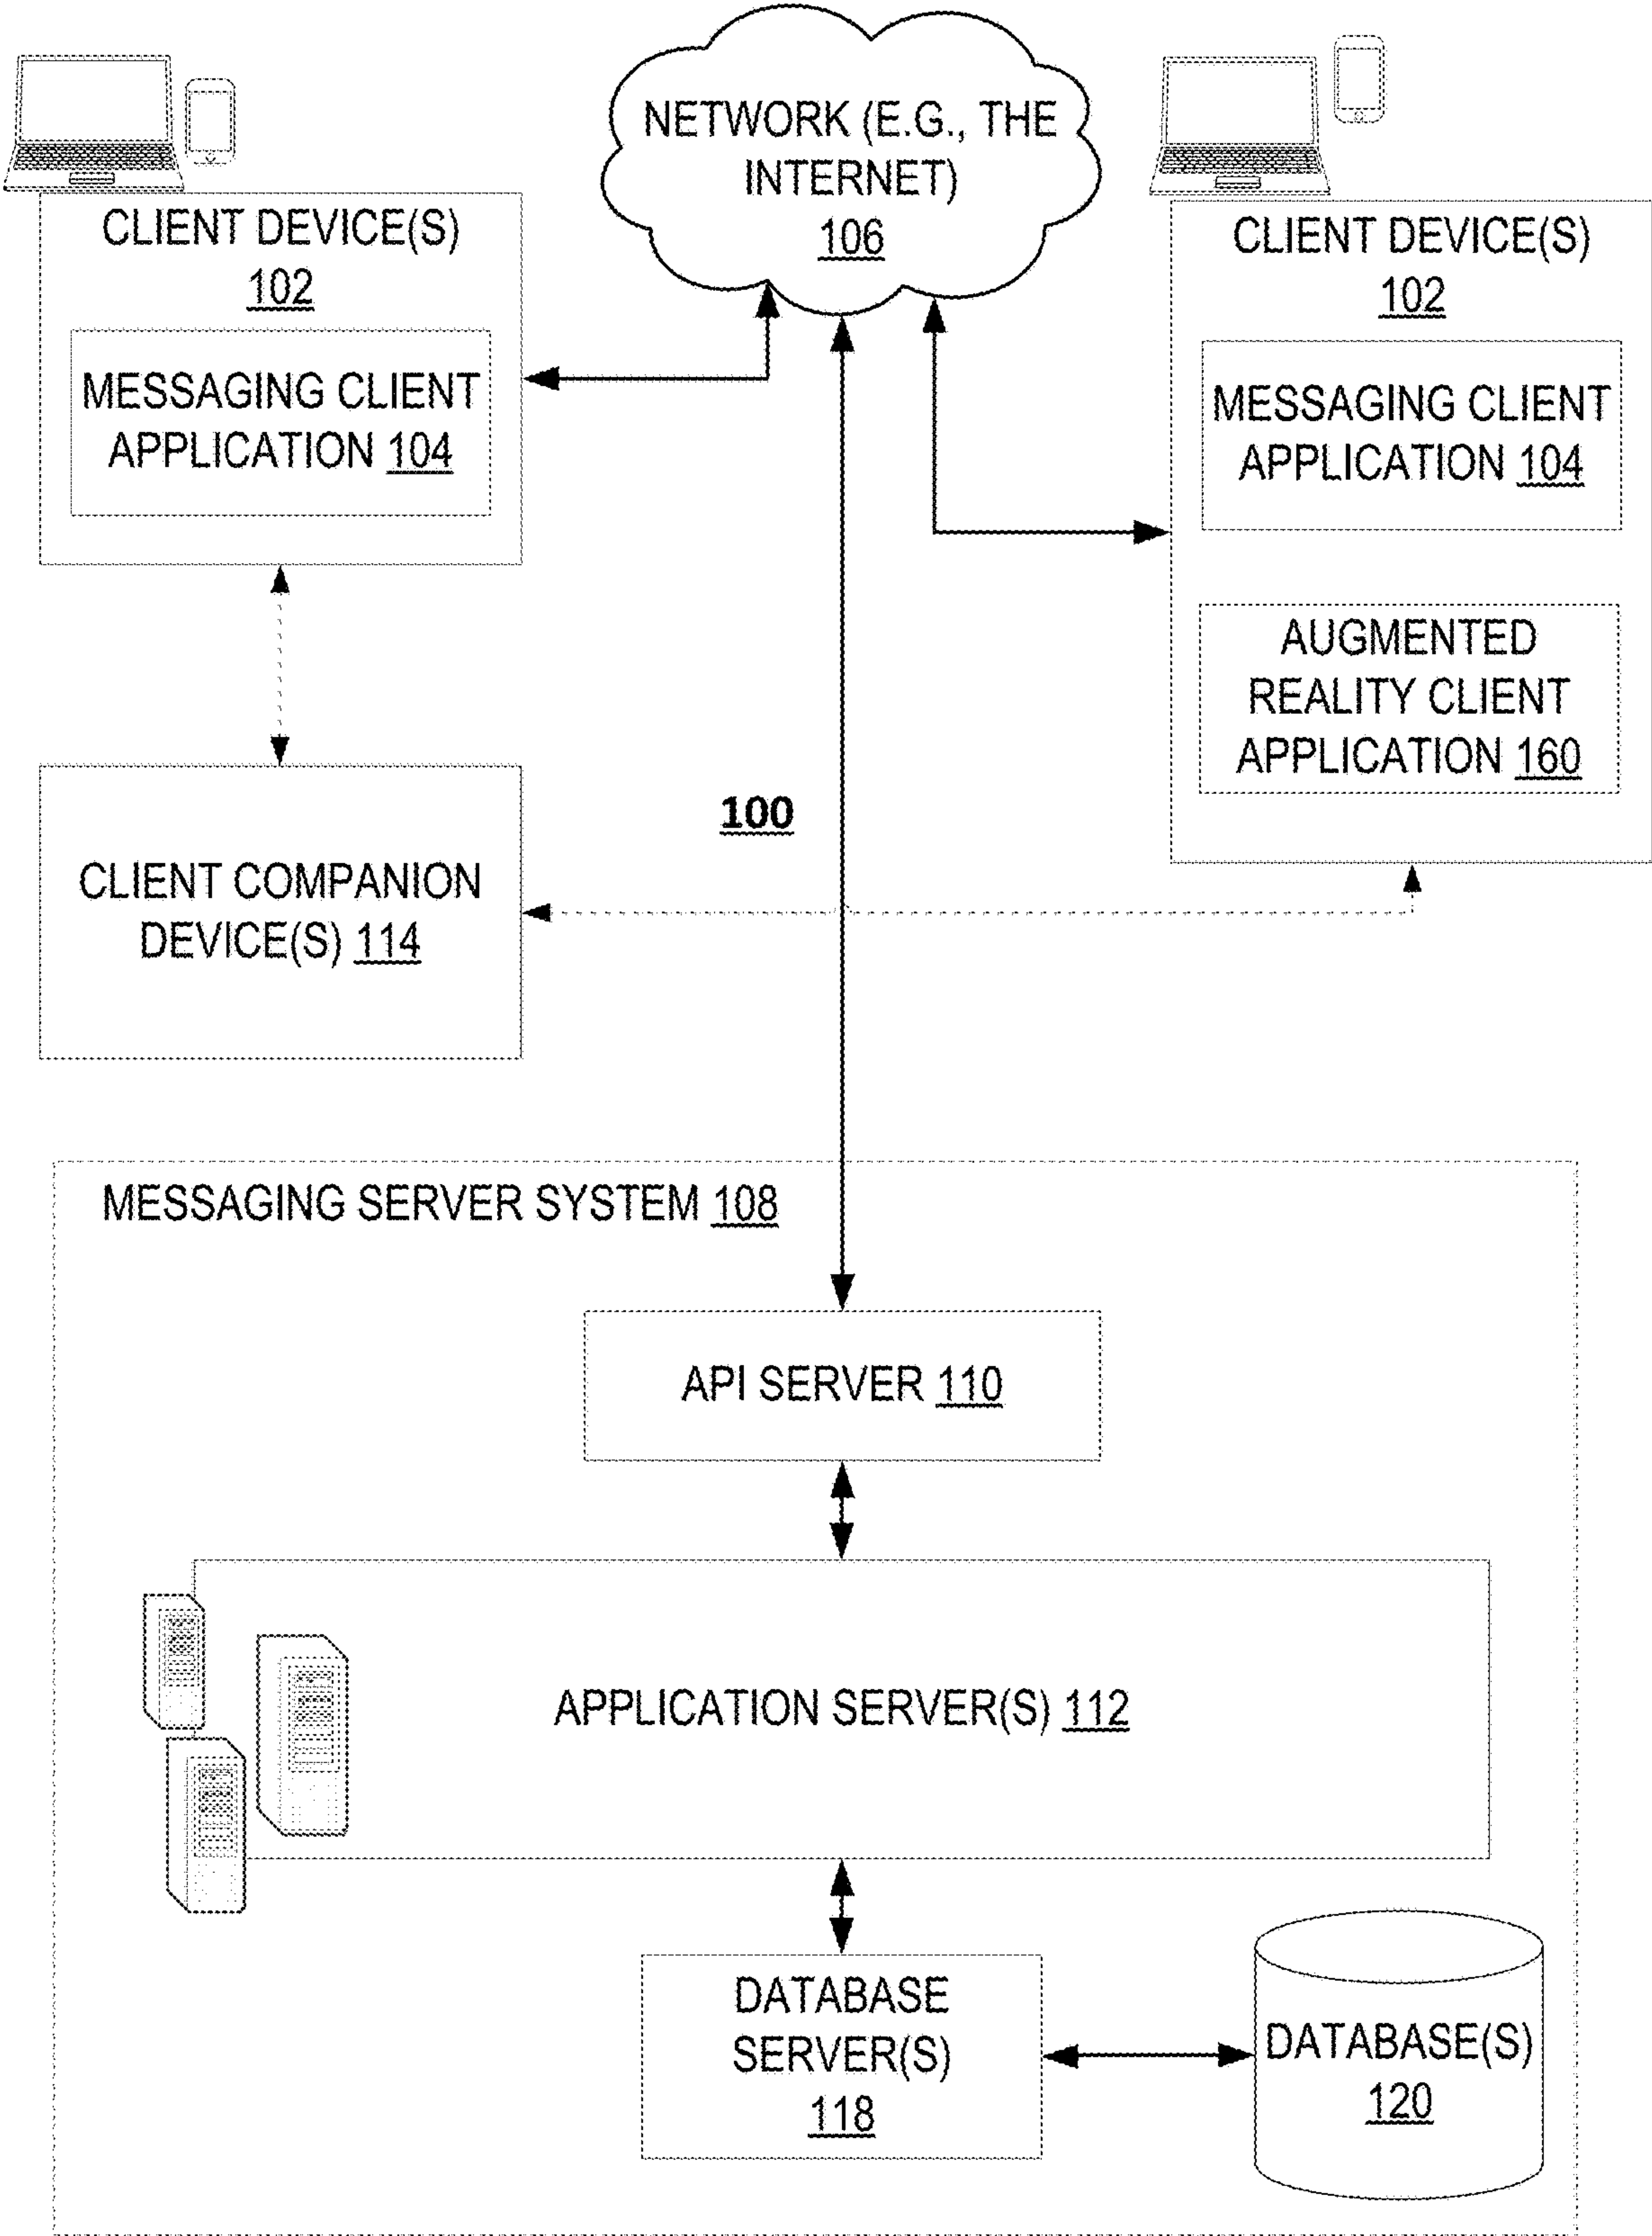 NETWORK (E.G., THE
INTERNET)
106
CLIENT DEVICE(S)
102
MESSAGING CLIENT
APPLICATION 104
CLIENT DEVICE(S)
102
MESSAGING CLIENT
APPLICATION 104
AUGMENTED
REALITY CLIENT
APPLICATION 160
100
CLIENT COMPANION
DEVICE(S) 114
MESSAGING SERVER SYSTEM 108
API SERVER 110
APPLICATION SERVER(S) 112
DATABASE
SERVER(S)
118
DATABASE(S)
120